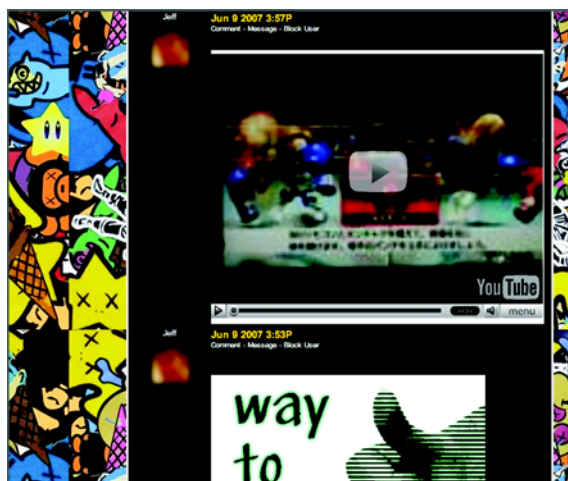 Jeff
Jun 9 2007 3:57P
Comment - Message - Block User
YouTube
menu
Jeff
Jun 9 2007 3:53P
Comment - Message - Block User
way
to